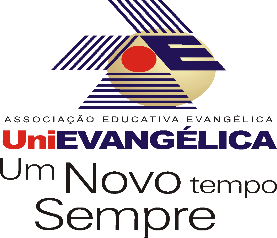 ASSOCIAÇÃO EDUCATIVA EVANGÉLICA
UniEVANGÉLICA
Um Novo tempo
Sempre